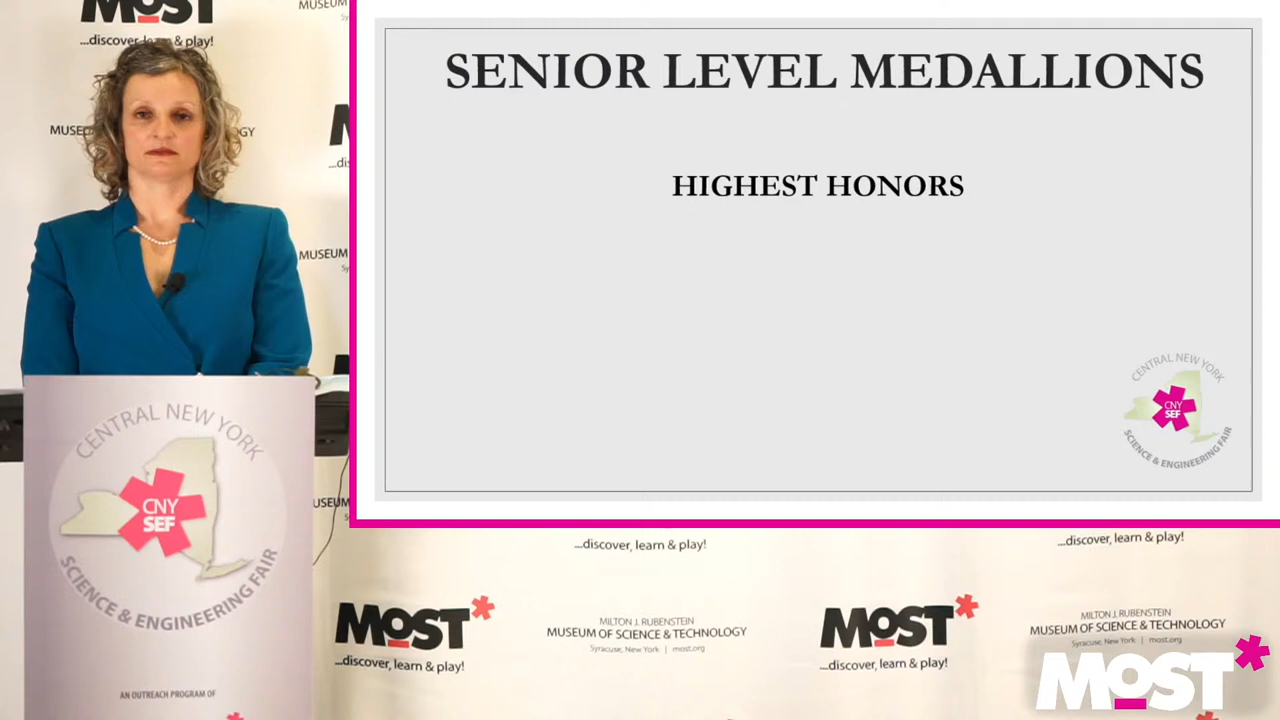 MOST
...discover, learn & play!
MUSEUM
SENIOR LEVEL MEDALLIONS
HIGHEST HONORS
CENTRAL NEW YORK
CNY
SEF
SCIENCE & ENGINEERING FAIR
MUSEUM
CENTRAL NEW YORK
CNY
SEF
SCIENCE & ENGINEERING FAIR
AN OUTREACH PROGRAM OF
...discover, learn & play!
...discover, learn & play!
MOST
...discover, learn & play!
MILTON J. RUBENSTEIN
MUSEUM OF SCIENCE & TECHNOLOGY
Syracuse, New York | most.org
MOST
...discover, learn & play!
MILTON J. RUBENSTEIN
MUSEUM OF SCIENCE & TECHNOLOGY
Syracuse, New York | most.org
MOST